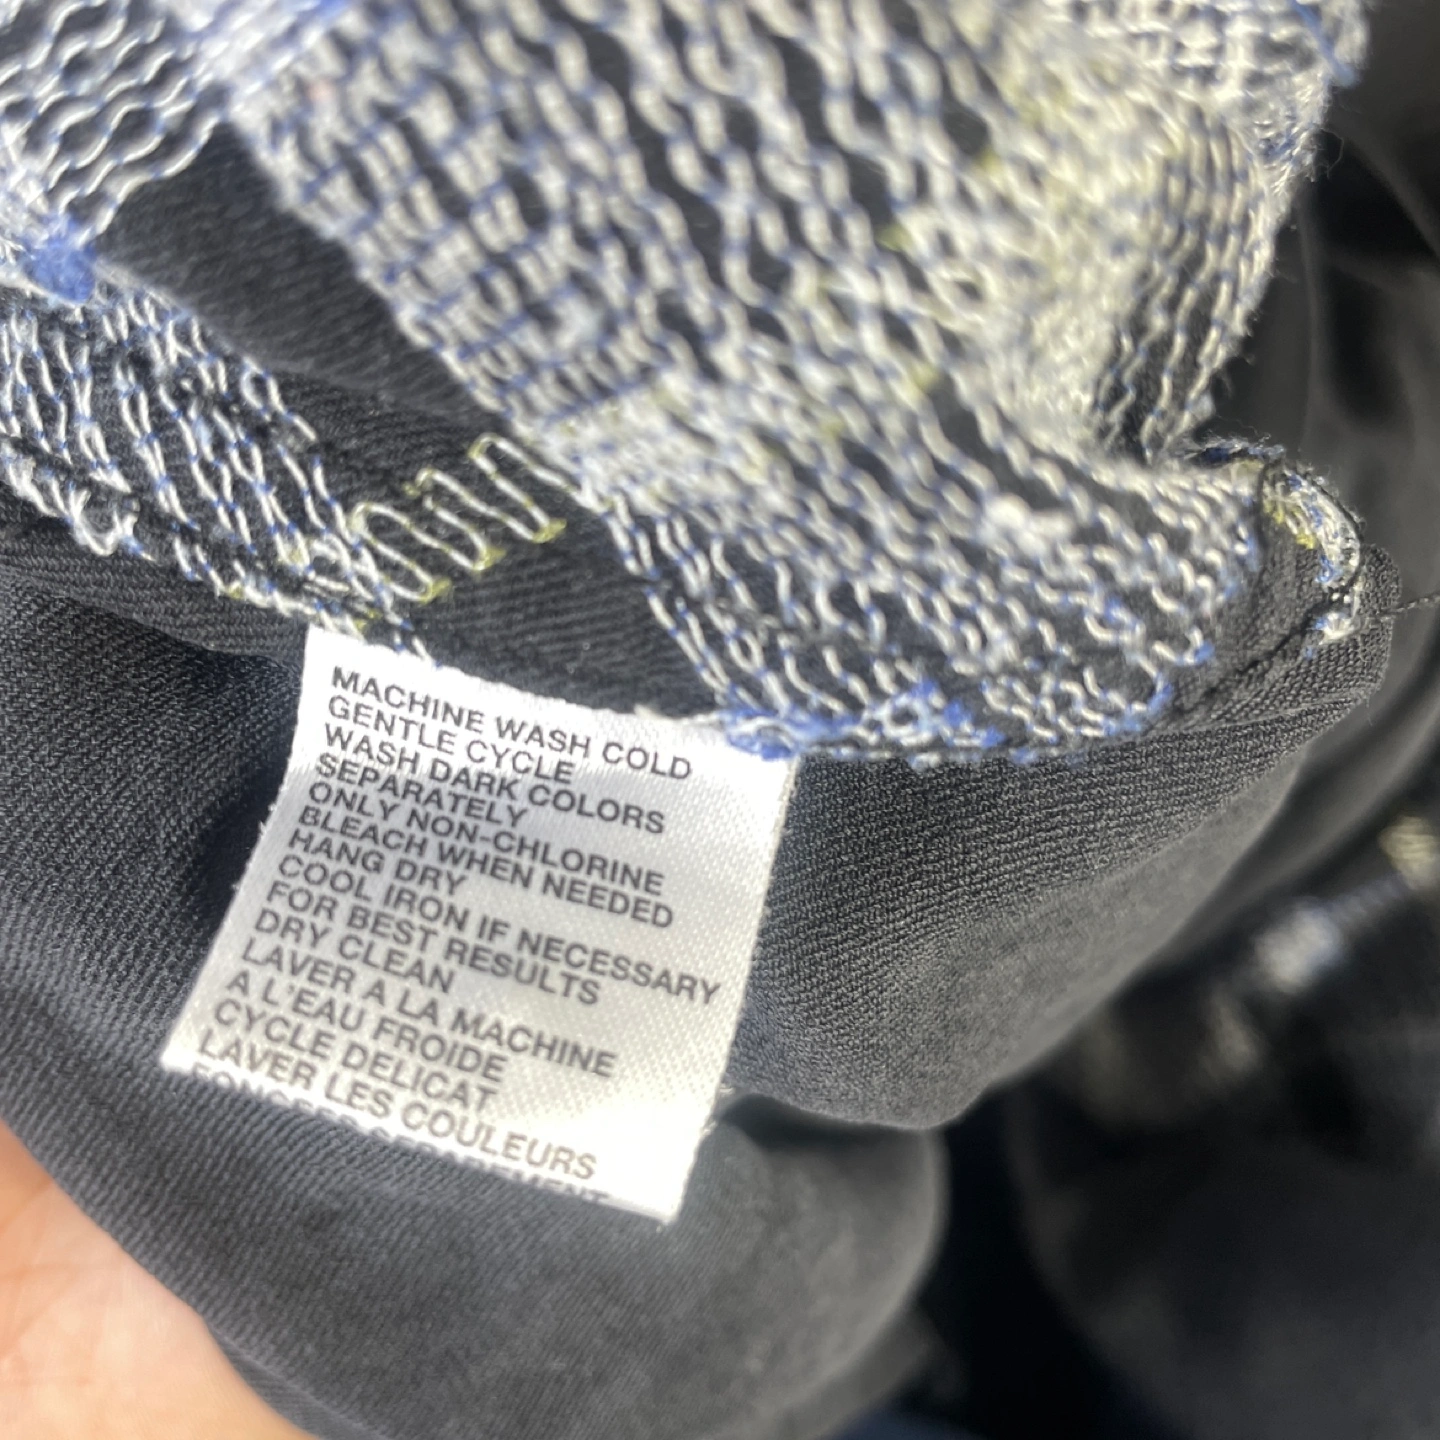 MACHINE WASH COLD
GENTLE CYCLE
WASH DARK COLORS
SEPARATELY
ONLY NON-CHLORINE
BLEACH WHEN NEEDED
HANG DRY
COOL IRON IF NECESSARY
FOR BEST RESULTS
DRY CLEAN
LAVER A LA MACHINE
A L'EAU FROIDE
CYCLE DELICAT
LAVER LES COULEURS